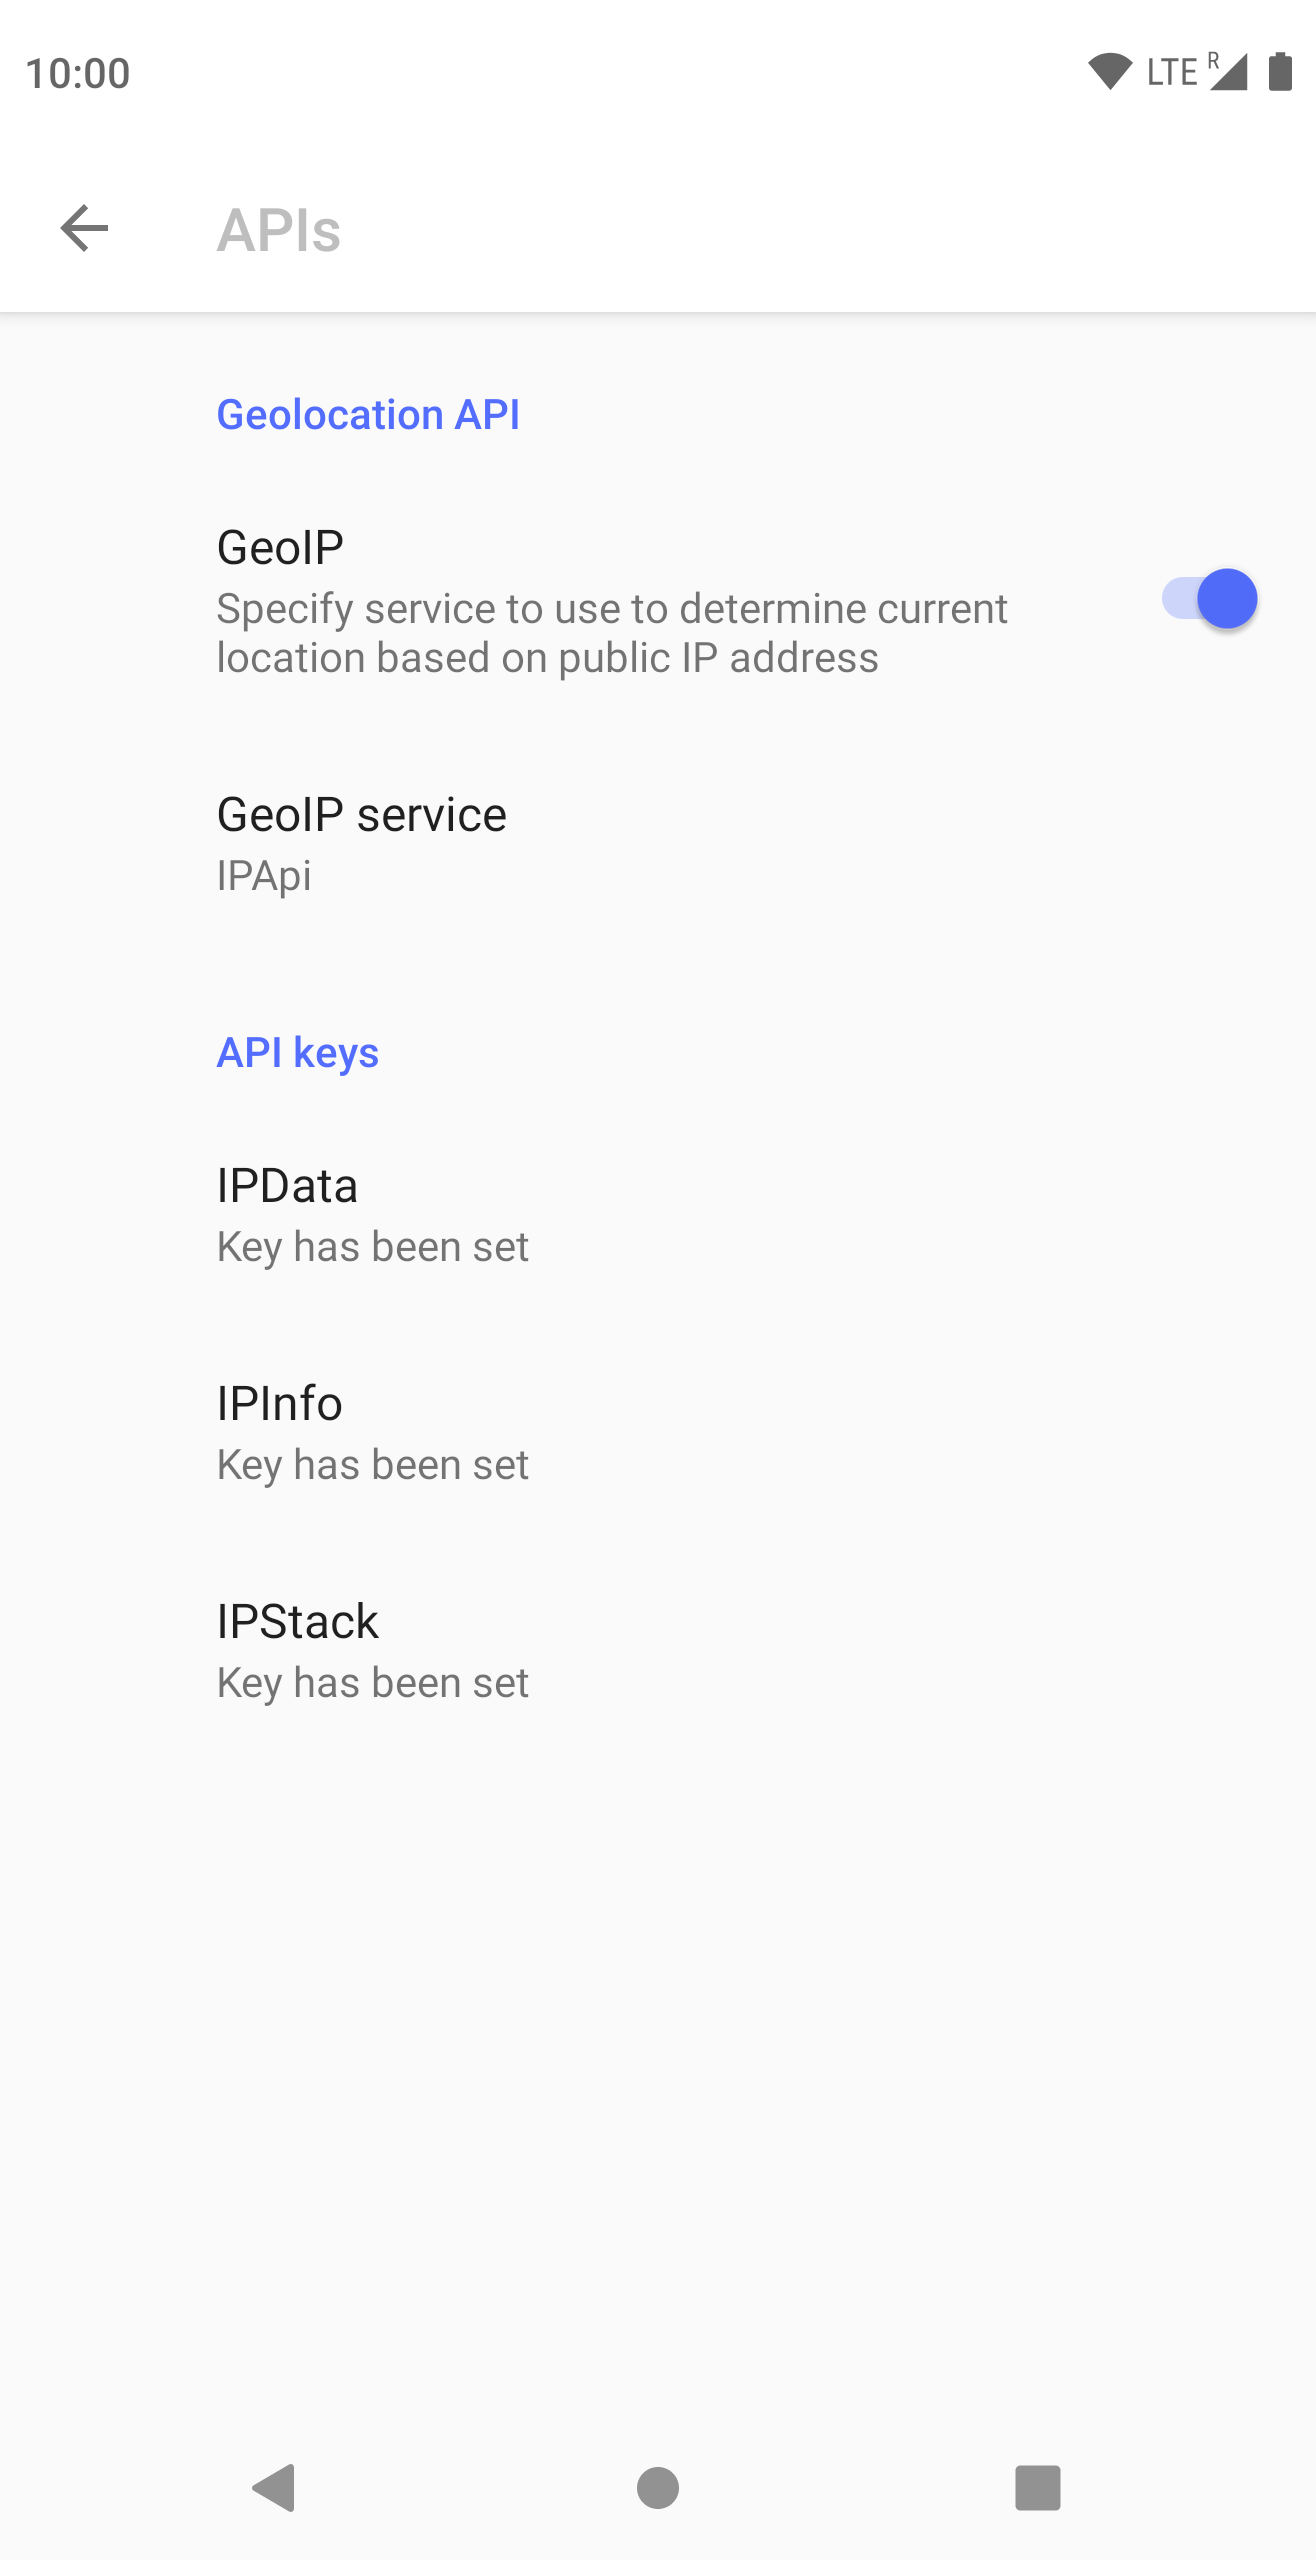 10:00
LTE R
APIs
Geolocation API
GeoIP
Specify service to use to determine current
location based on public IP address
GeoIP service
IPApi
API keys
IPData
Key has been set
IPInfo
Key has been set
IPStack
Key has been set